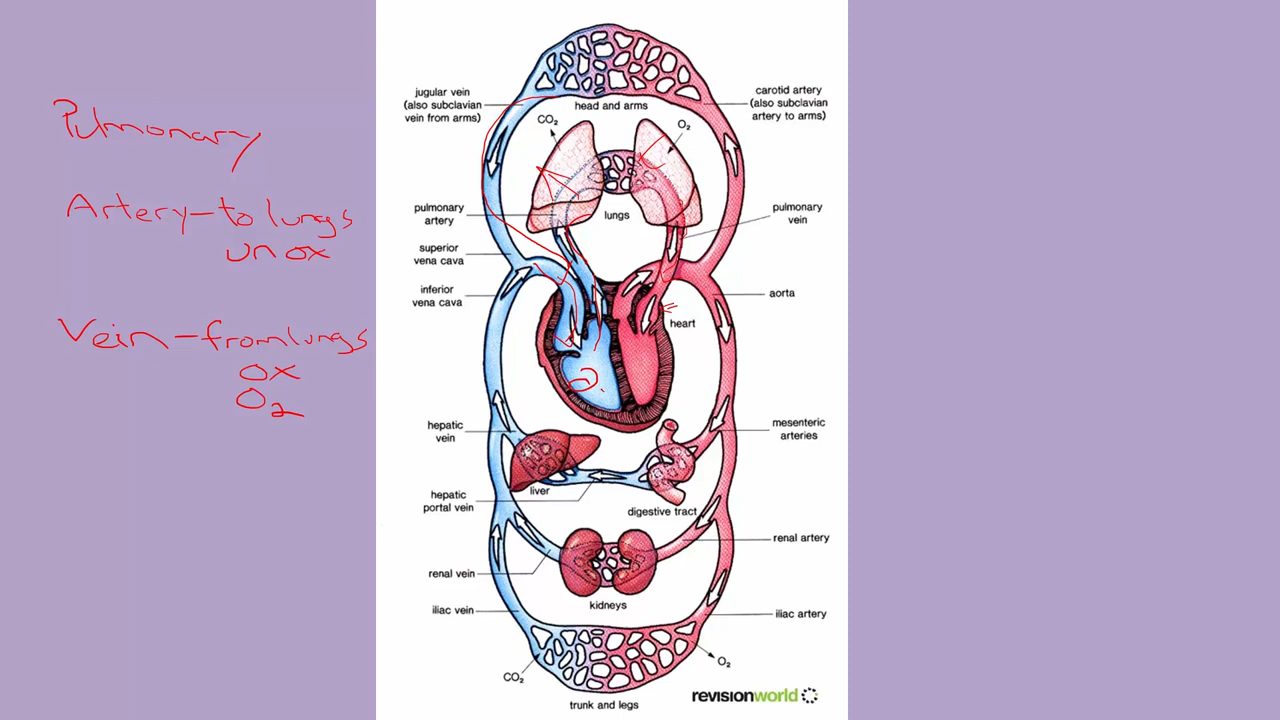 Pulmonary
Artery-to lungs
unox
Vein-from lungs
ox
O2
jugular vein
(also subclavian
vein from arms)
head and arms
carotid artery
(also subclavian
artery to arms)
CO2
O2
pulmonary
artery
lungs
pulmonary
vein
superior
vena cava
inferior
vena cava
aorta
heart
hepatic
vein
mesenteric
arteries
liver
hepatic
portal vein
digestive tract
renal artery
renal vein
kidneys
iliac vein
iliac artery
CO2
O2
trunk and legs
revisionworld